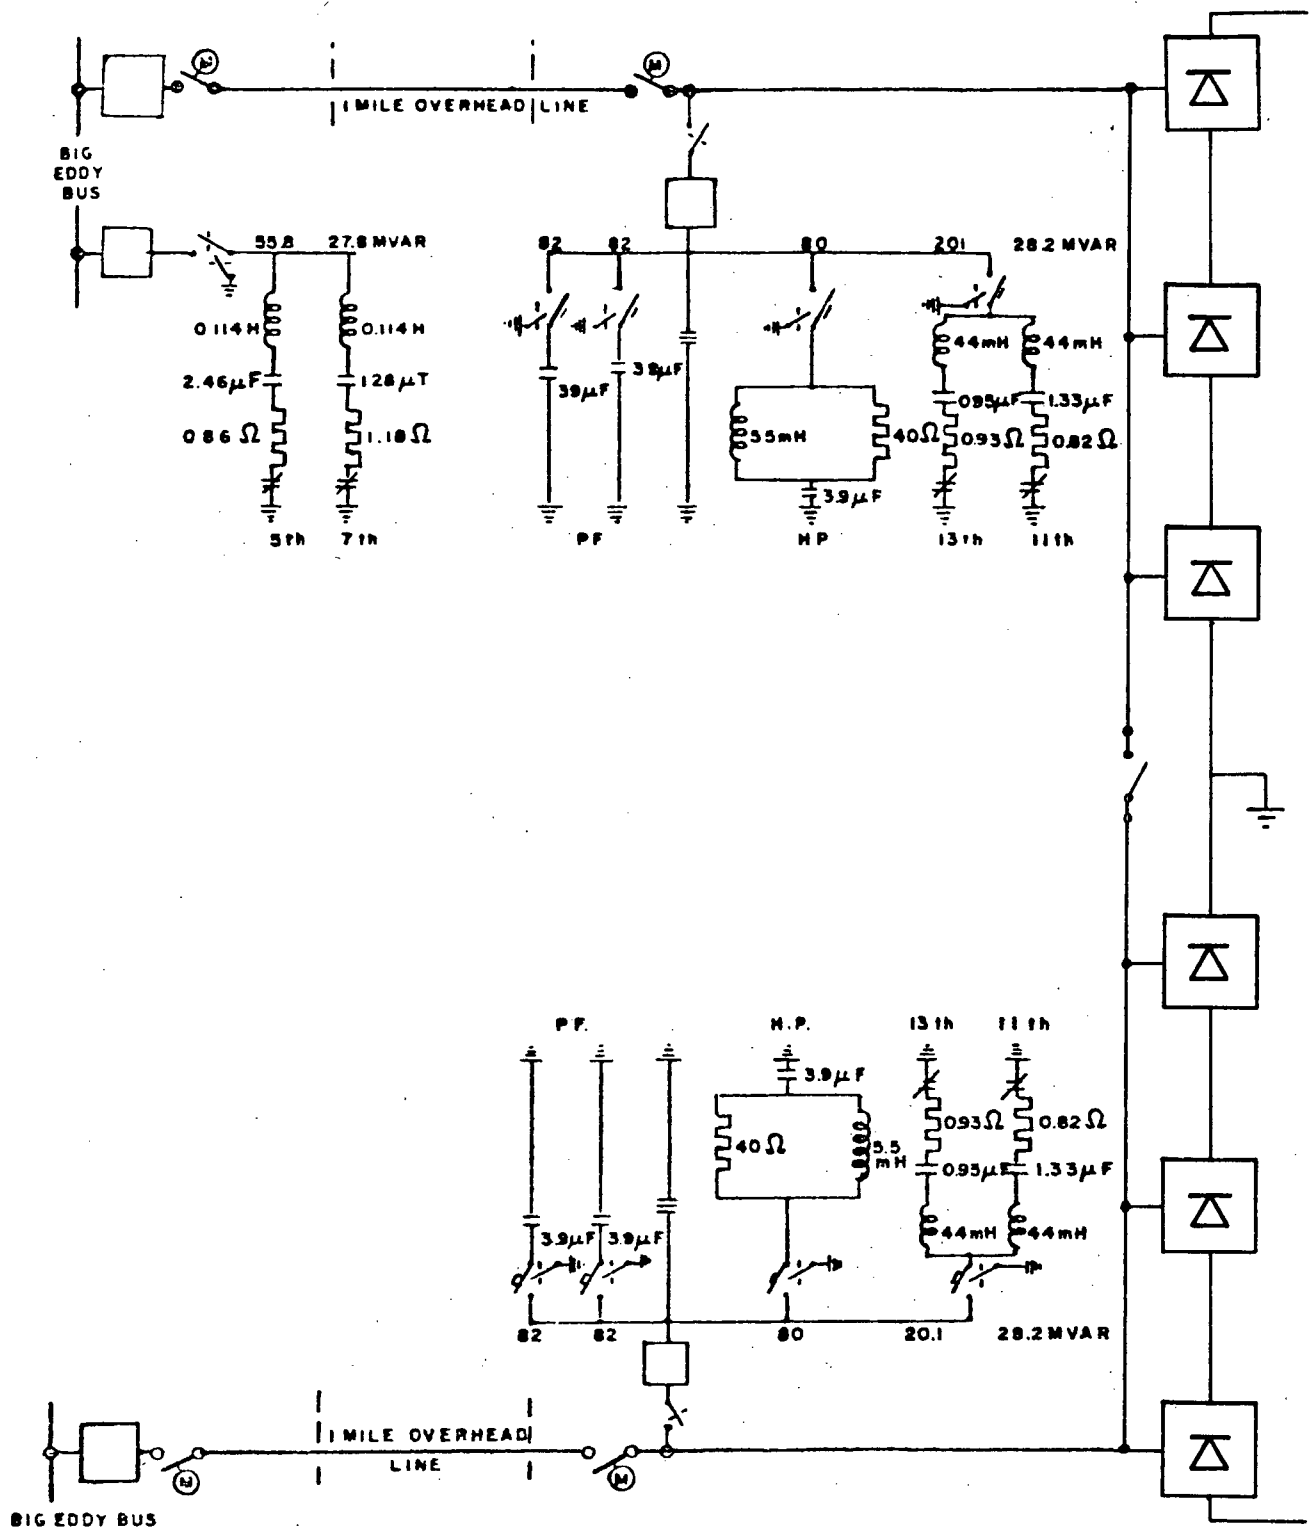 1 MILE OVERHEAD LINE
BIG
EDDY
BUS
55.8 27.8 MVAR
82 82 80 201 28.2 MVAR
0.114 H 0.114 H
44mH 44mH
2.46µF 128µT
39µF 3.9µF
0.95µF 1.33µF
0.86 Ω 1.18Ω
55mH 40Ω 0.93Ω 0.82Ω
3.9µF
5th 7th PF HP 13th 11th
P.F. H.P. 13th 11th
3.9µF
40Ω 5.5
mH
0.93Ω 0.82Ω
0.95µF 1.33µF
3.9µF 3.9µF 44mH 44mH
82 82 80 20.1 28.2 MVAR
1 MILE OVERHEAD
LINE
M
BIG EDDY BUS